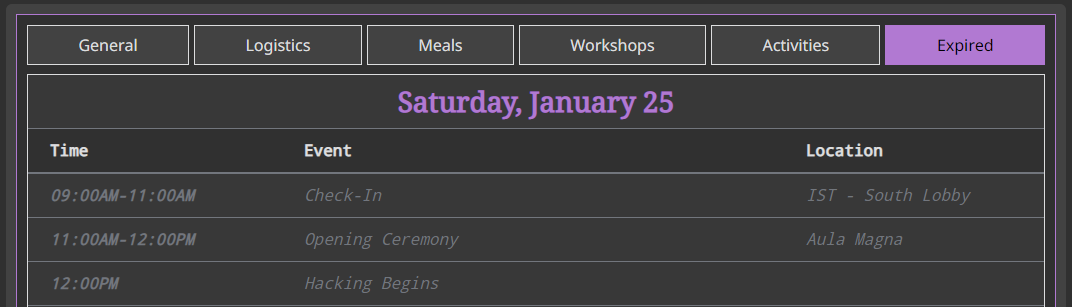 General Logistics Meals Workshops Activities Expired
Saturday, January 25
Time Event Location
09:00AM-11:00AM Check-In IST - South Lobby
11:00AM-12:00PM Opening Ceremony Aula Magna
12:00PM Hacking Begins